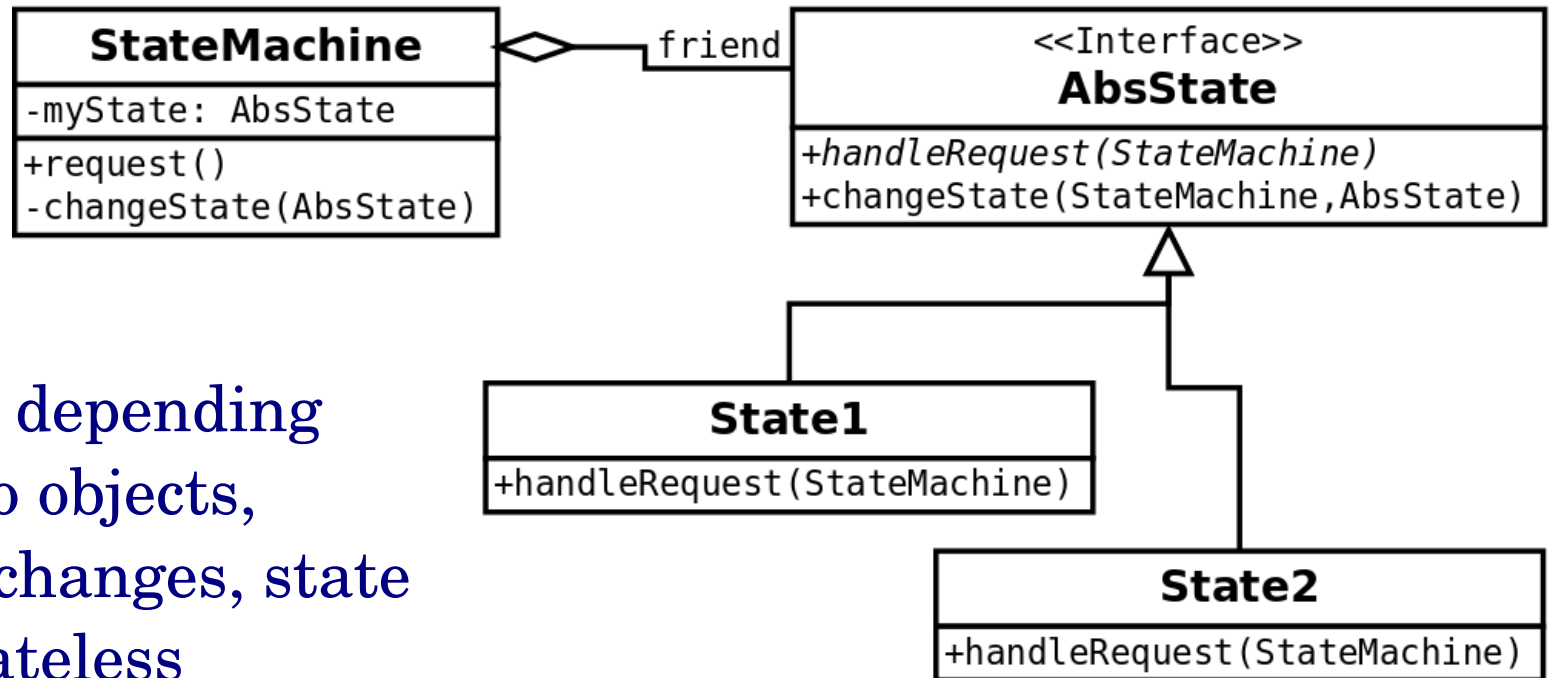 StateMachine
-myState: AbsState
+request()
-changeState(AbsState)
friend
<<Interface>>
AbsState
+handleRequest(StateMachine)
+changeState(StateMachine,AbsState)
State1
+handleRequest(StateMachine)
State2
+handleRequest(StateMachine)
depending
objects,
changes, state